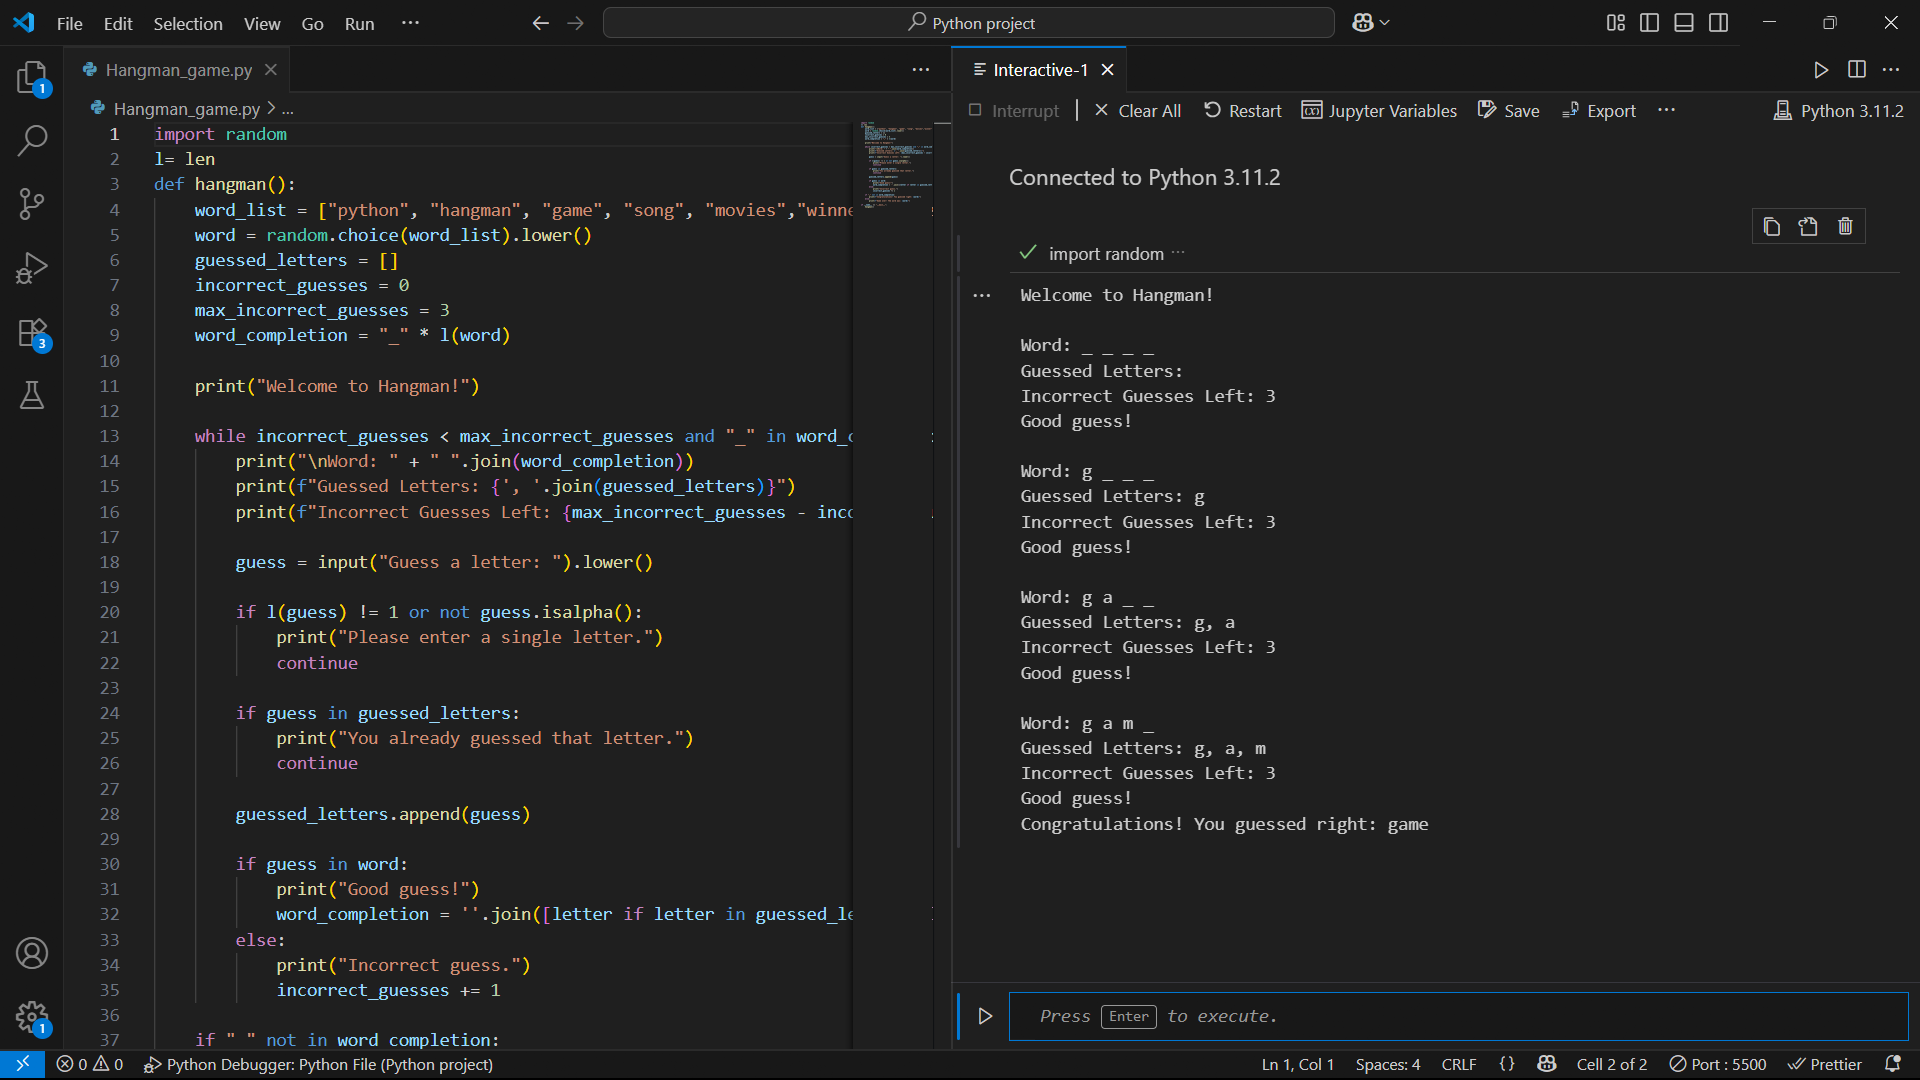 File Edit Selection View Go Run ... Python project
Hangman_game.py
Hangman_game.py > ...
1 import random
2 l= len
3 def hangman():
4 word_list = ["python", "hangman", "game", "song", "movies","winne
5 word = random.choice(word_list).lower()
6 guessed_letters = []
7 incorrect_guesses = 0
8 max_incorrect_guesses = 3
9 word_completion = "_" * l(word)
10
11 print("Welcome to Hangman!")
12
13 while incorrect_guesses < max_incorrect_guesses and "_" in word_c
14 print("\nWord: " + " ".join(word_completion))
15 print(f"Guessed Letters: {', '.join(guessed_letters)}")
16 print(f"Incorrect Guesses Left: {max_incorrect_guesses - inco
17
18 guess = input("Guess a letter: ").lower()
19
20 if l(guess) != 1 or not guess.isalpha():
21 print("Please enter a single letter.")
22 continue
23
24 if guess in guessed_letters:
25 print("You already guessed that letter.")
26 continue
27
28 guessed_letters.append(guess)
29
30 if guess in word:
31 print("Good guess!")
32 word_completion = ''.join([letter if letter in guessed_le
33 else:
34 print("Incorrect guess.")
35 incorrect_guesses += 1
36
37 if "_" not in word_completion:
Interactive-1
Interrupt | Clear All Restart Jupyter Variables Save Export ... Python 3.11.2
Connected to Python 3.11.2
import random ...
Welcome to Hangman!
Word: _ _ _ _
Guessed Letters:
Incorrect Guesses Left: 3
Good guess!
Word: g _ _ _
Guessed Letters: g
Incorrect Guesses Left: 3
Good guess!
Word: g a _ _
Guessed Letters: g, a
Incorrect Guesses Left: 3
Good guess!
Word: g a m _
Guessed Letters: g, a, m
Incorrect Guesses Left: 3
Good guess!
Congratulations! You guessed right: game
Press Enter to execute.
1
3
1
0 0 Python Debugger: Python File (Python project) Ln 1, Col 1 Spaces: 4 CRLF {} Cell 2 of 2 Port : 5500 Prettier